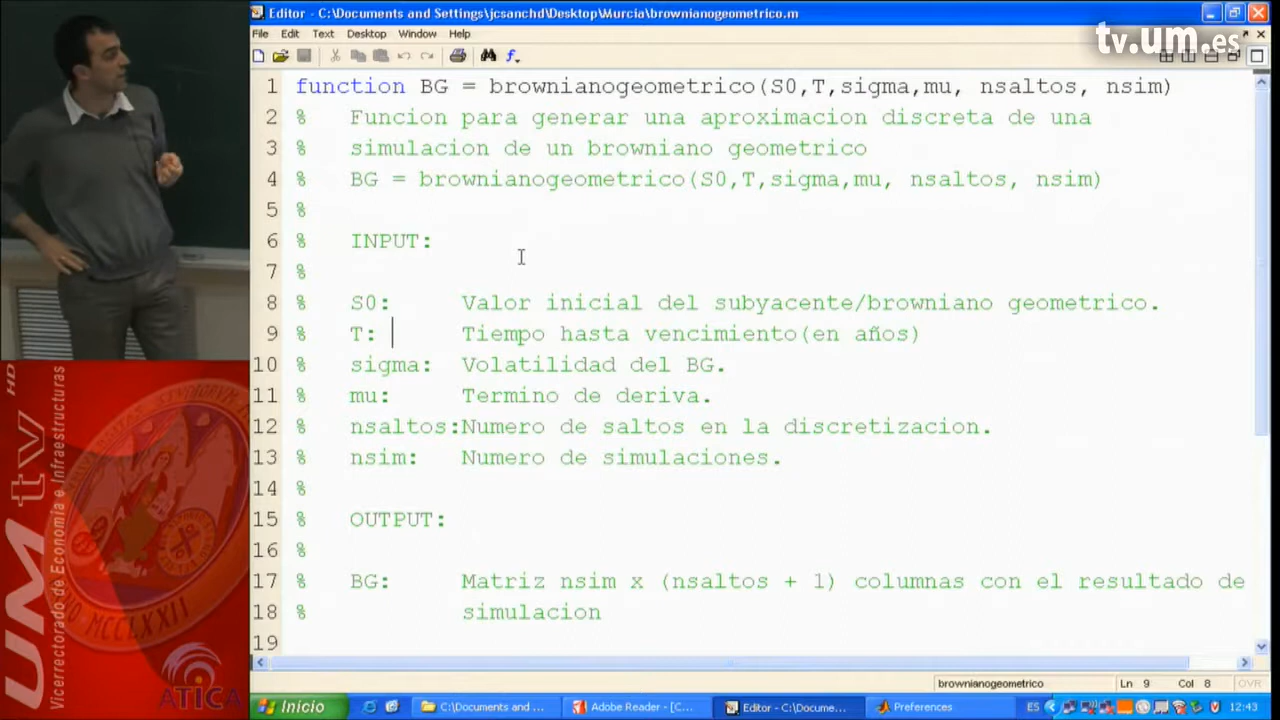 Editor - C:\Documents and Settings\jcsanchd\Desktop\Murcia\brownianogeometrico.m
tv.um.es
File Edit Text Desktop Window Help
1 function BG = brownianogeometrico(S0,T,sigma,mu, nsaltos, nsim)
2 % Funcion para generar una aproximacion discreta de una
3 % simulacion de un browniano geometrico
4 % BG = brownianogeometrico(S0,T,sigma,mu, nsaltos, nsim)
5 %
6 % INPUT:
7 %
8 % S0: Valor inicial del subyacente/browniano geometrico.
9 % T: Tiempo hasta vencimiento(en años)
10 % sigma: Volatilidad del BG.
11 % mu: Termino de deriva.
12 % nsaltos:Numero de saltos en la discretizacion.
13 % nsim: Numero de simulaciones.
14 %
15 % OUTPUT:
16 %
17 % BG: Matriz nsim x (nsaltos + 1) columnas con el resultado de
18 % simulacion
19
brownianogeometrico Ln 9 Col 8 OVR
Inicio C:\Documents and ... Adobe Reader - [C... Editor - C:\Docume... Preferences ES 12:43
UMtv HD
Vicerrectorado de Economía e Infraestructuras
MCCLXXII
ATICA